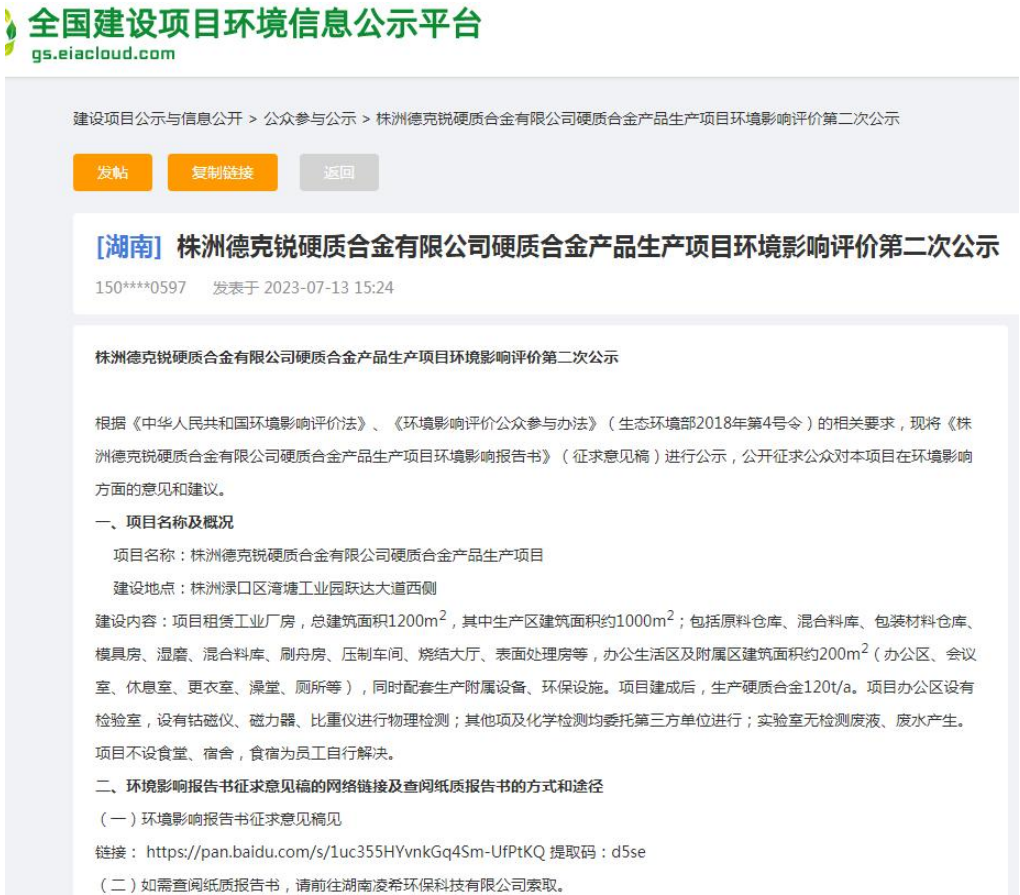 全国建设项目环境信息公示平台
gs.eiacloud.com
建设项目公示与信息公开 > 公众参与公示 > 株洲德克锐硬质合金有限公司硬质合金产品生产项目环境影响评价第二次公示
发帖 复制链接 返回
[湖南] 株洲德克锐硬质合金有限公司硬质合金产品生产项目环境影响评价第二次公示
150****0597 发表于 2023-07-13 15:24
株洲德克锐硬质合金有限公司硬质合金产品生产项目环境影响评价第二次公示
根据《中华人民共和国环境影响评价法》、《环境影响评价公众参与办法》（生态环境部2018年第4号令）的相关要求，现将《株
洲德克锐硬质合金有限公司硬质合金产品生产项目环境影响报告书》（征求意见稿）进行公示，公开征求公众对本项目在环境影响
方面的意见和建议。
一、项目名称及概况
项目名称：株洲德克锐硬质合金有限公司硬质合金产品生产项目
建设地点：株洲渌口区湾塘工业园跃达大道西侧
建设内容：项目租赁工业厂房，总建筑面积1200m²，其中生产区建筑面积约1000m²；包括原料仓库、混合料库、包装材料仓库、
模具房、湿磨、混合料库、刷舟房、压制车间、烧结大厅、表面处理房等，办公生活区及附属区建筑面积约200m²（办公区、会议
室、休息室、更衣室、澡堂、厕所等），同时配套生产附属设备、环保设施。项目建成后，生产硬质合金120t/a。项目办公区设有
检验室，设有钴磁仪、磁力器、比重仪进行物理检测；其他项及化学检测均委托第三方单位进行；实验室无检测废液、废水产生。
项目不设食堂、宿舍，食宿为员工自行解决。
二、环境影响报告书征求意见稿的网络链接及查阅纸质报告书的方式和途径
（一）环境影响报告书征求意见稿见
链接： https://pan.baidu.com/s/1uc355HYvnkGq4Sm-UfPtKQ 提取码：d5se
（二）如需查阅纸质报告书，请前往湖南凌希环保科技有限公司索取。